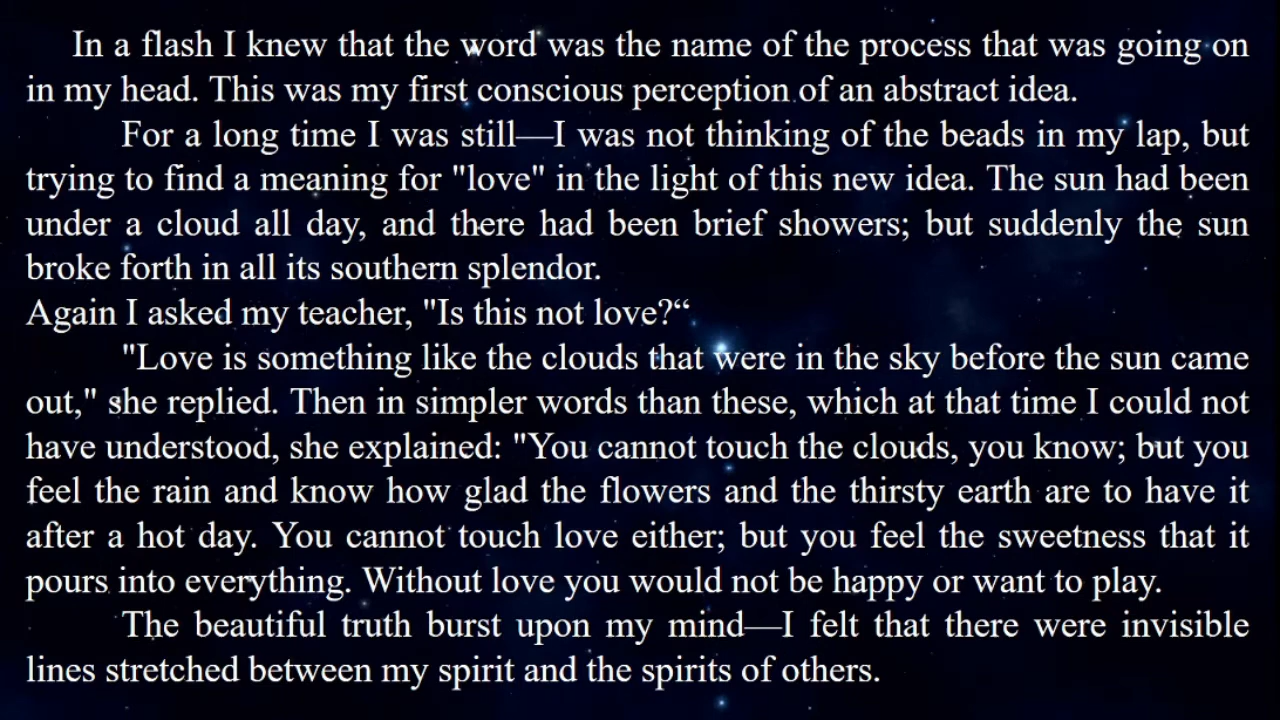 In a flash I knew that the word was the name of the process that was going on
in my head. This was my first conscious perception of an abstract idea.
For a long time I was still—I was not thinking of the beads in my lap, but
trying to find a meaning for "love" in the light of this new idea. The sun had been
under a cloud all day, and there had been brief showers; but suddenly the sun
broke forth in all its southern splendor.
Again I asked my teacher, "Is this not love?“
"Love is something like the clouds that were in the sky before the sun came
out," she replied. Then in simpler words than these, which at that time I could not
have understood, she explained: "You cannot touch the clouds, you know; but you
feel the rain and know how glad the flowers and the thirsty earth are to have it
after a hot day. You cannot touch love either; but you feel the sweetness that it
pours into everything. Without love you would not be happy or want to play.
The beautiful truth burst upon my mind—I felt that there were invisible
lines stretched between my spirit and the spirits of others.